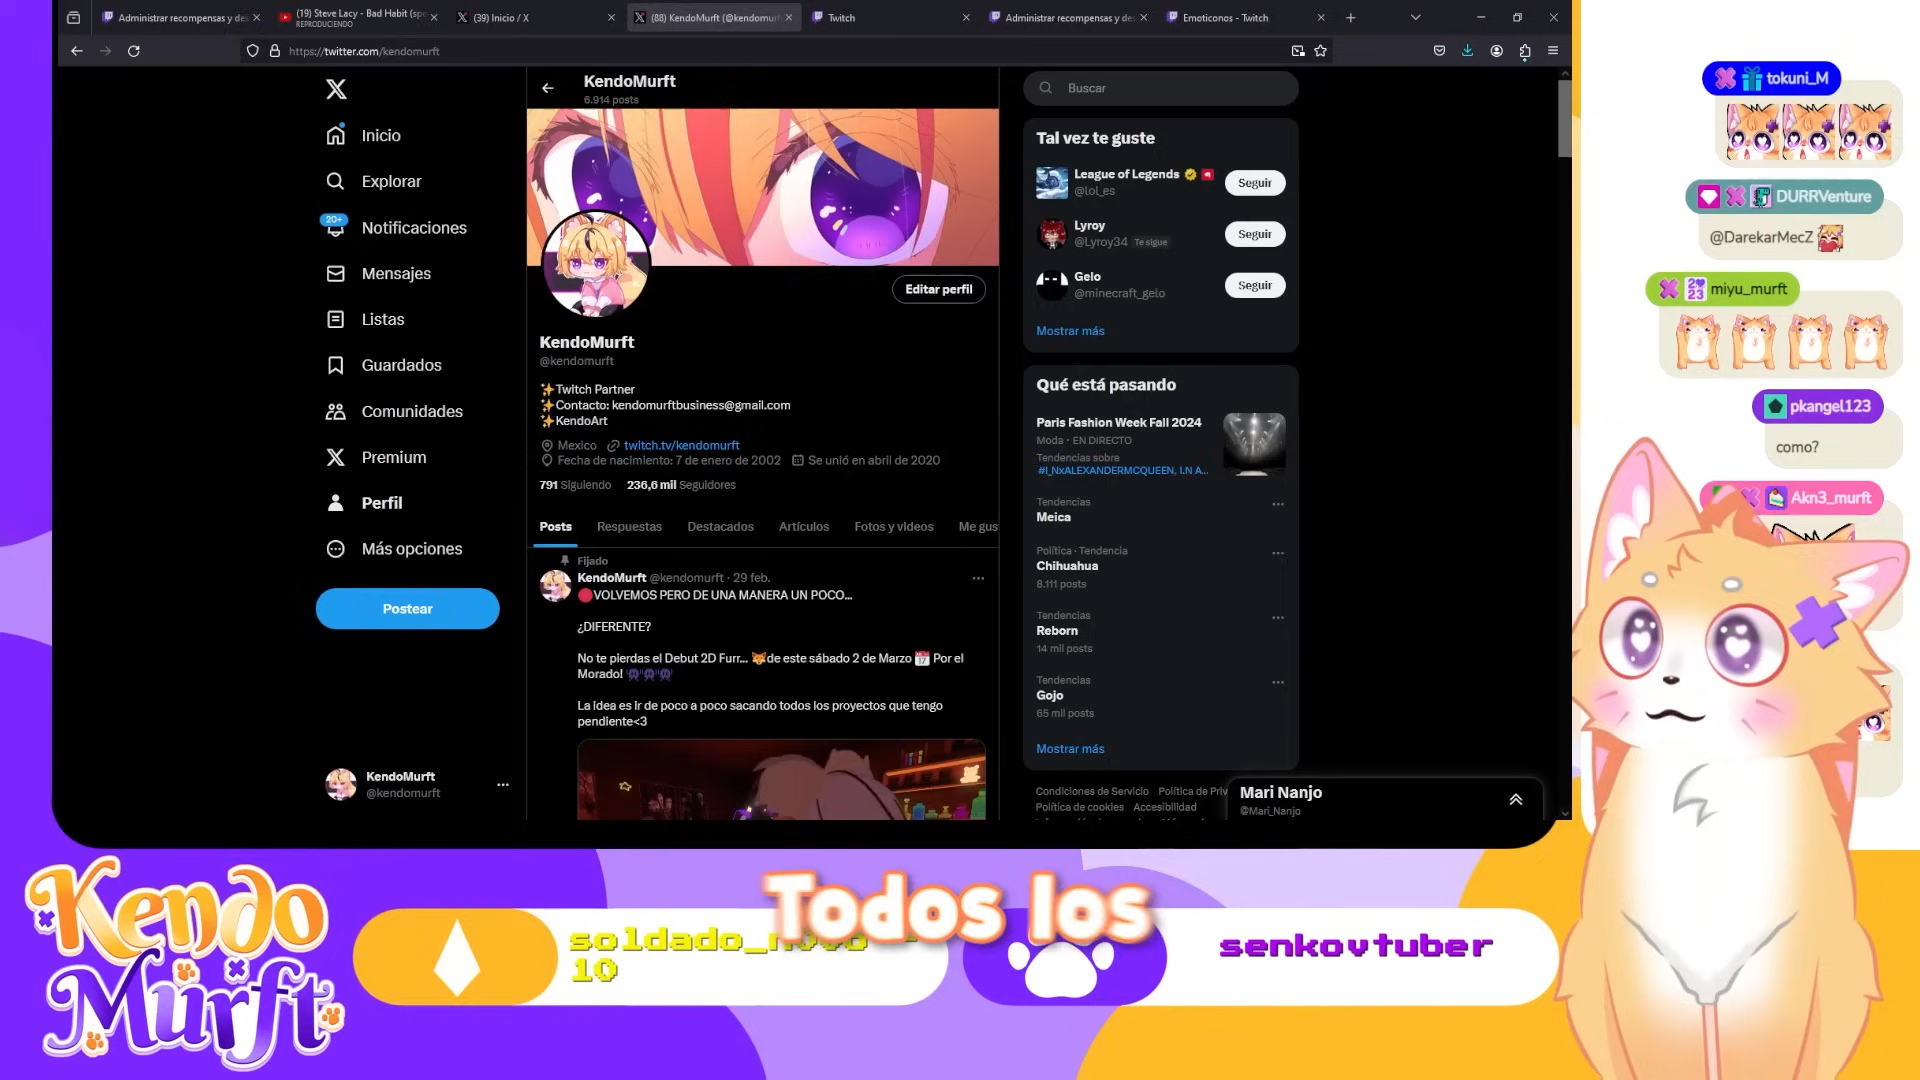 Administrar recompensas y de
(19) Steve Lacy - Bad Habit (spe
REPRODUCIENDO
(39) Inicio / X
(88) KendoMurft (@kendomurf
Twitch
Administrar recompensas y de
Emoticonos - Twitch
https://twitter.com/kendomurft
Inicio
Explorar
20+
Notificaciones
Mensajes
Listas
Guardados
Comunidades
Premium
Perfil
Más opciones
Postear
KendoMurft
@kendomurft
KendoMurft
6.914 posts
Editar perfil
KendoMurft
@kendomurft
✨Twitch Partner
✨Contacto: kendomurftbusiness@gmail.com
✨KendoArt
Mexico twitch.tv/kendomurft
Fecha de nacimiento: 7 de enero de 2002 Se unió en abril de 2020
791 Siguiendo 236,6 mil Seguidores
Posts Respuestas Destacados Artículos Fotos y videos Me gus
Fijado
KendoMurft @kendomurft · 29 feb.
🔴VOLVEMOS PERO DE UNA MANERA UN POCO...
¿DIFERENTE?
No te pierdas el Debut 2D Furr... 🦊de este sábado 2 de Marzo 📅 Por el
Morado!
La idea es ir de poco a poco sacando todos los proyectos que tengo
pendiente<3
Buscar
Tal vez te guste
League of Legends
@lol_es
Seguir
Lyroy
@Lyroy34 Te sigue
Seguir
Gelo
@minecraft_gelo
Seguir
Mostrar más
Qué está pasando
Paris Fashion Week Fall 2024
Moda · EN DIRECTO
Tendencias sobre
#I_NxALEXANDERMCQUEEN, I.N A...
Tendencias
Meica
Política · Tendencia
Chihuahua
8.111 posts
Tendencias
Reborn
14 mil posts
Tendencias
Gojo
65 mil posts
Mostrar más
Condiciones de Servicio Política de Priv
Política de cookies Accesibilidad
Mari Nanjo
@Mari_Nanjo
tokuni_M
DURRVenture
@DarekarMecZ
miyu_murft
pkangel123
como?
Akn3_murft
Kendo
Murft
Todos los
10
senkovtuber